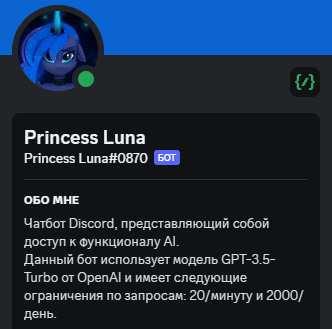 Princess Luna
Princess Luna#0870 БОТ
ОБО МНЕ
Чатбот Discord, представляющий собой
доступ к функционалу AI.
Данный бот использует модель GPT-3.5-
Turbo от OpenAI и имеет следующие
ограничения по запросам: 20/минуту и 2000/
день.